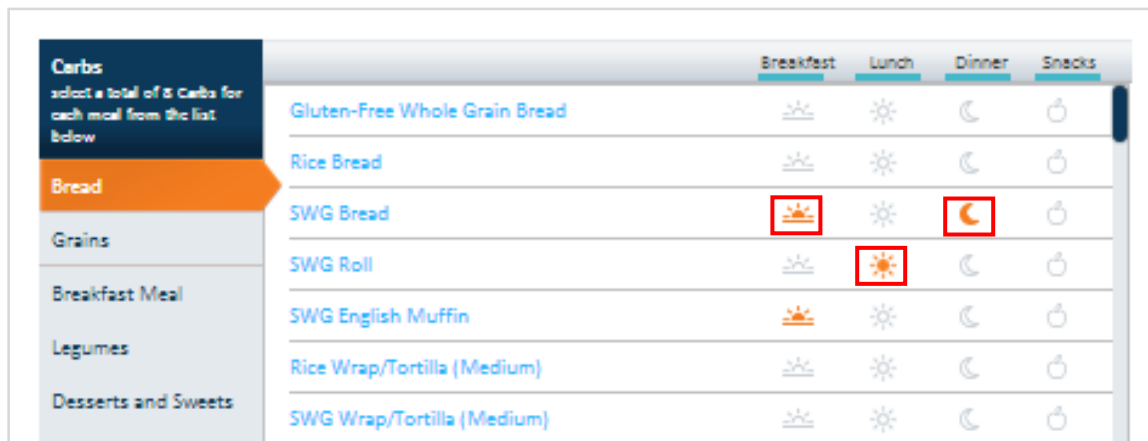 Carbs
select a total of 8 Carbs for
each meal from the list
below
Breakfast Lunch Dinner Snacks
Bread
Grains
Breakfast Meal
Legumes
Desserts and Sweets
Gluten-Free Whole Grain Bread
Rice Bread
SWG Bread
SWG Roll
SWG English Muffin
Rice Wrap/Tortilla (Medium)
SWG Wrap/Tortilla (Medium)